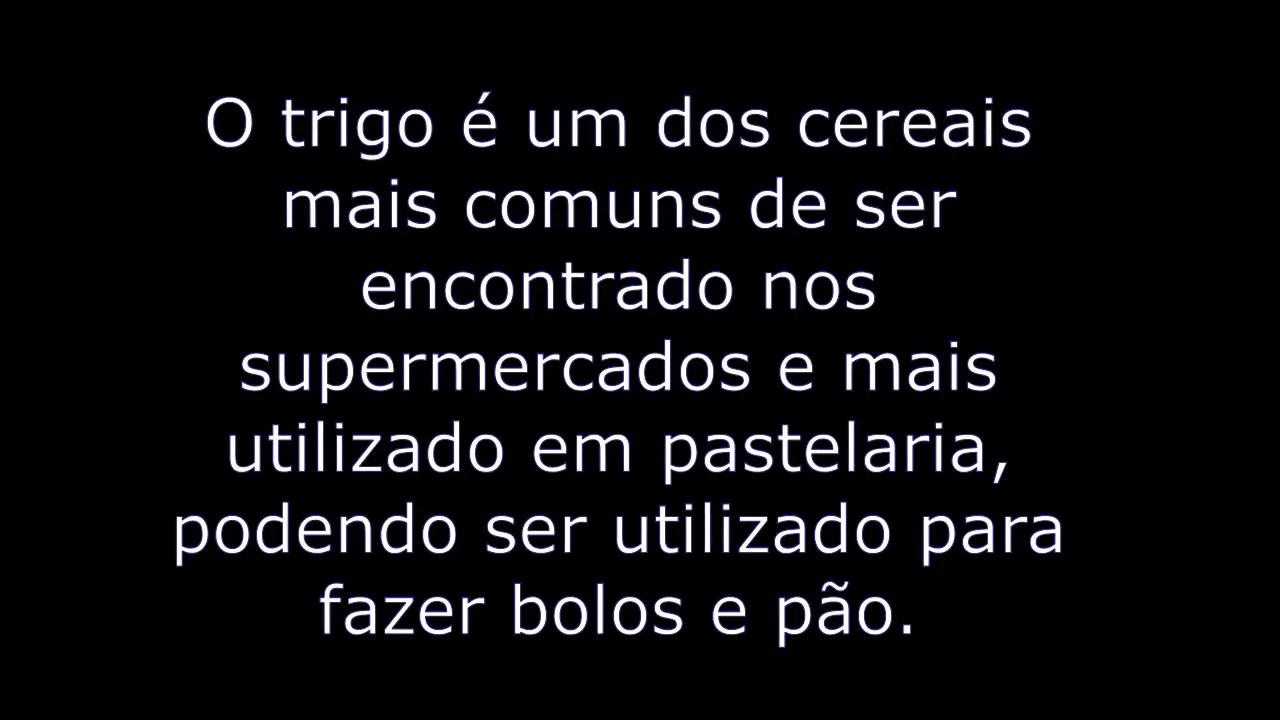 O trigo é um dos cereais
mais comuns de ser
encontrado nos
supermercados e mais
utilizado em pastelaria,
podendo ser utilizado para
fazer bolos e pão.